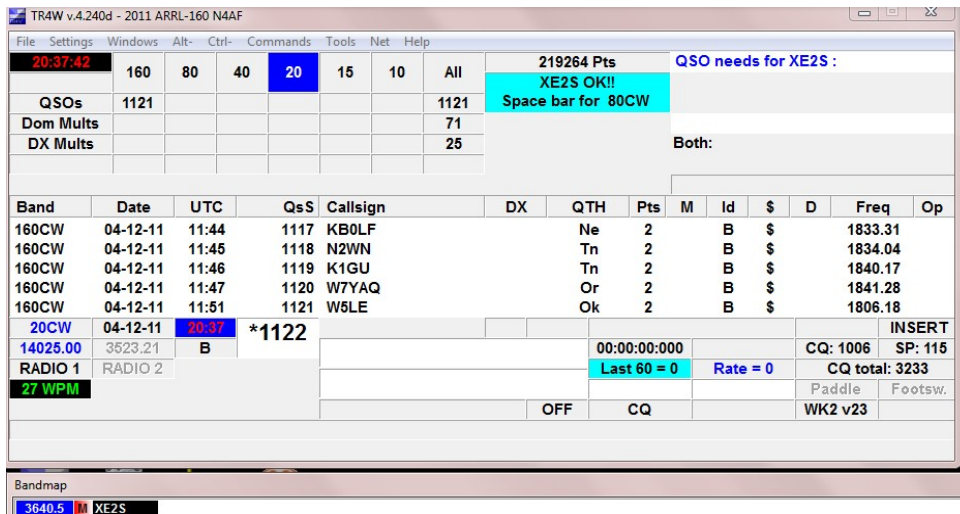 TR4W v.4.240d - 2011 ARRL-160 N4AF
File Settings Windows Alt- Ctrl- Commands Tools Net Help
20:37:42 160 80 40 20 15 10 All 219264 Pts QSO needs for XE2S :
XE2S OK!!
QSOs 1121 1121 Space bar for 80CW
Dom Mults 71
DX Mults 25 Both:
Band Date UTC QsS Callsign DX QTH Pts M Id $ D Freq Op
160CW 04-12-11 11:44 1117 KB0LF Ne 2 B $ 1833.31
160CW 04-12-11 11:45 1118 N2WN Tn 2 B $ 1834.04
160CW 04-12-11 11:46 1119 K1GU Tn 2 B $ 1840.17
160CW 04-12-11 11:47 1120 W7YAQ Or 2 B $ 1841.28
160CW 04-12-11 11:51 1121 W5LE Ok 2 B $ 1806.18
20CW 04-12-11 20:37 *1122 INSERT
14025.00 3523.21 B 00:00:00:000 CQ: 1006 SP: 115
RADIO 1 RADIO 2 Last 60 = 0 Rate = 0 CQ total: 3233
27 WPM Paddle Footsw.
OFF CQ WK2 v23
Bandmap
3640.5 M XE2S